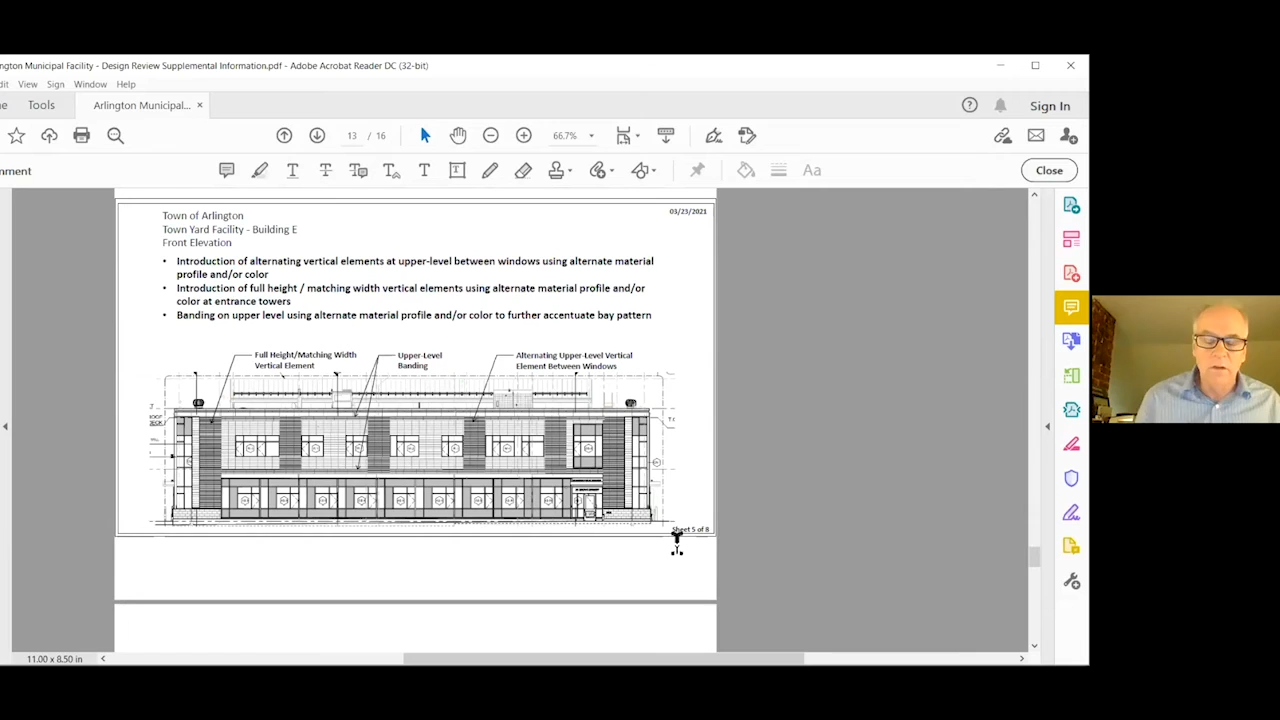 ngton Municipal Facility - Design Review Supplemental Information.pdf - Adobe Acrobat Reader DC (32-bit)
dit View Sign Window Help
e Tools Arlington Municipal... × Sign In
13 / 16 66.7%
nment Aa Close
03/23/2021
Town of Arlington
Town Yard Facility - Building E
Front Elevation
• Introduction of alternating vertical elements at upper-level between windows using alternate material
profile and/or color
• Introduction of full height / matching width vertical elements using alternate material profile and/or
color at entrance towers
• Banding on upper level using alternate material profile and/or color to further accentuate bay pattern
Full Height/Matching Width
Vertical Element
Upper-Level
Banding
Alternating Upper-Level Vertical
Element Between Windows
Sheet 5 of 8
11.00 x 8.50 in